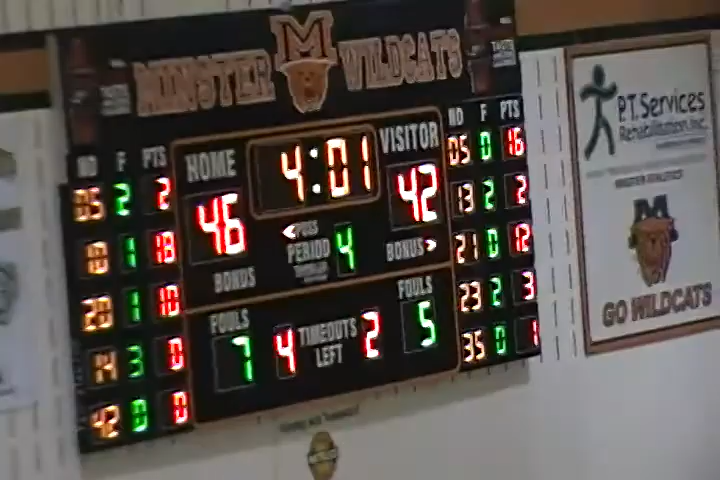 MINSTER M WILDCATS
HOME 4:01 VISITOR
46 42
POSS
PERIOD 4
BONUS BONUS
FOULS FOULS
7 4 TIMEOUTS LEFT 2 5
NO F PTS
05 2 2
10 1 18
20 1 10
14 3 0
42 0 0
NO F PTS
05 0 16
13 2 2
21 0 12
23 2 3
35 0 1
P.T. Services
Rehabilitation, Inc.
MINSTER ATHLETICS
M
GO WILDCATS